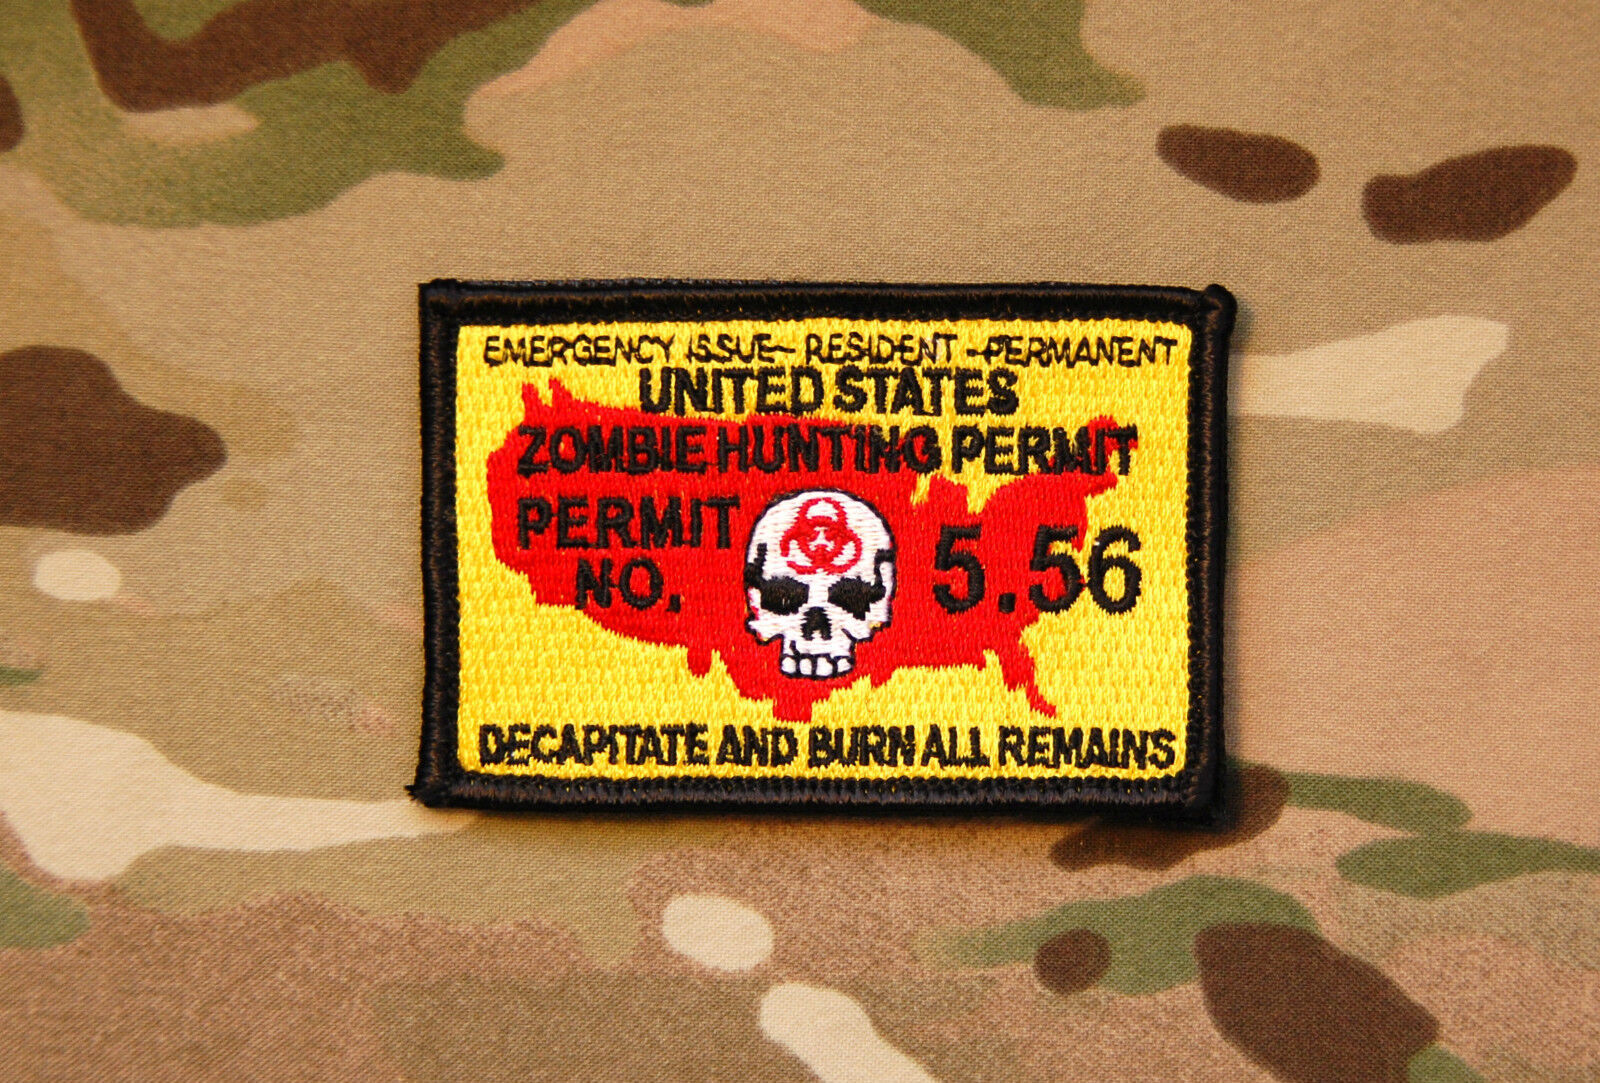 EMERGENCY ISSUE- RESIDENT -PERMANENT
UNITED STATES
ZOMBIE HUNTING PERMIT
PERMIT NO. 5.56
DECAPITATE AND BURN ALL REMAINS